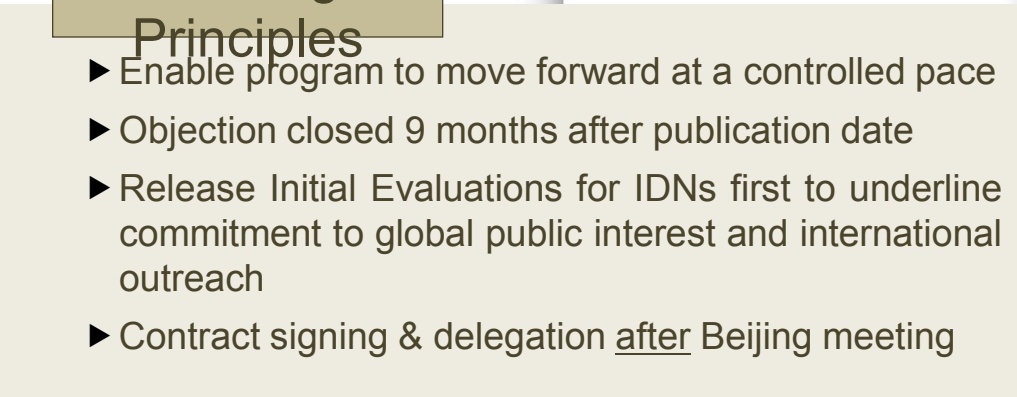 Principles
► Enable program to move forward at a controlled pace
► Objection closed 9 months after publication date
► Release Initial Evaluations for IDNs first to underline
commitment to global public interest and international
outreach
► Contract signing & delegation after Beijing meeting